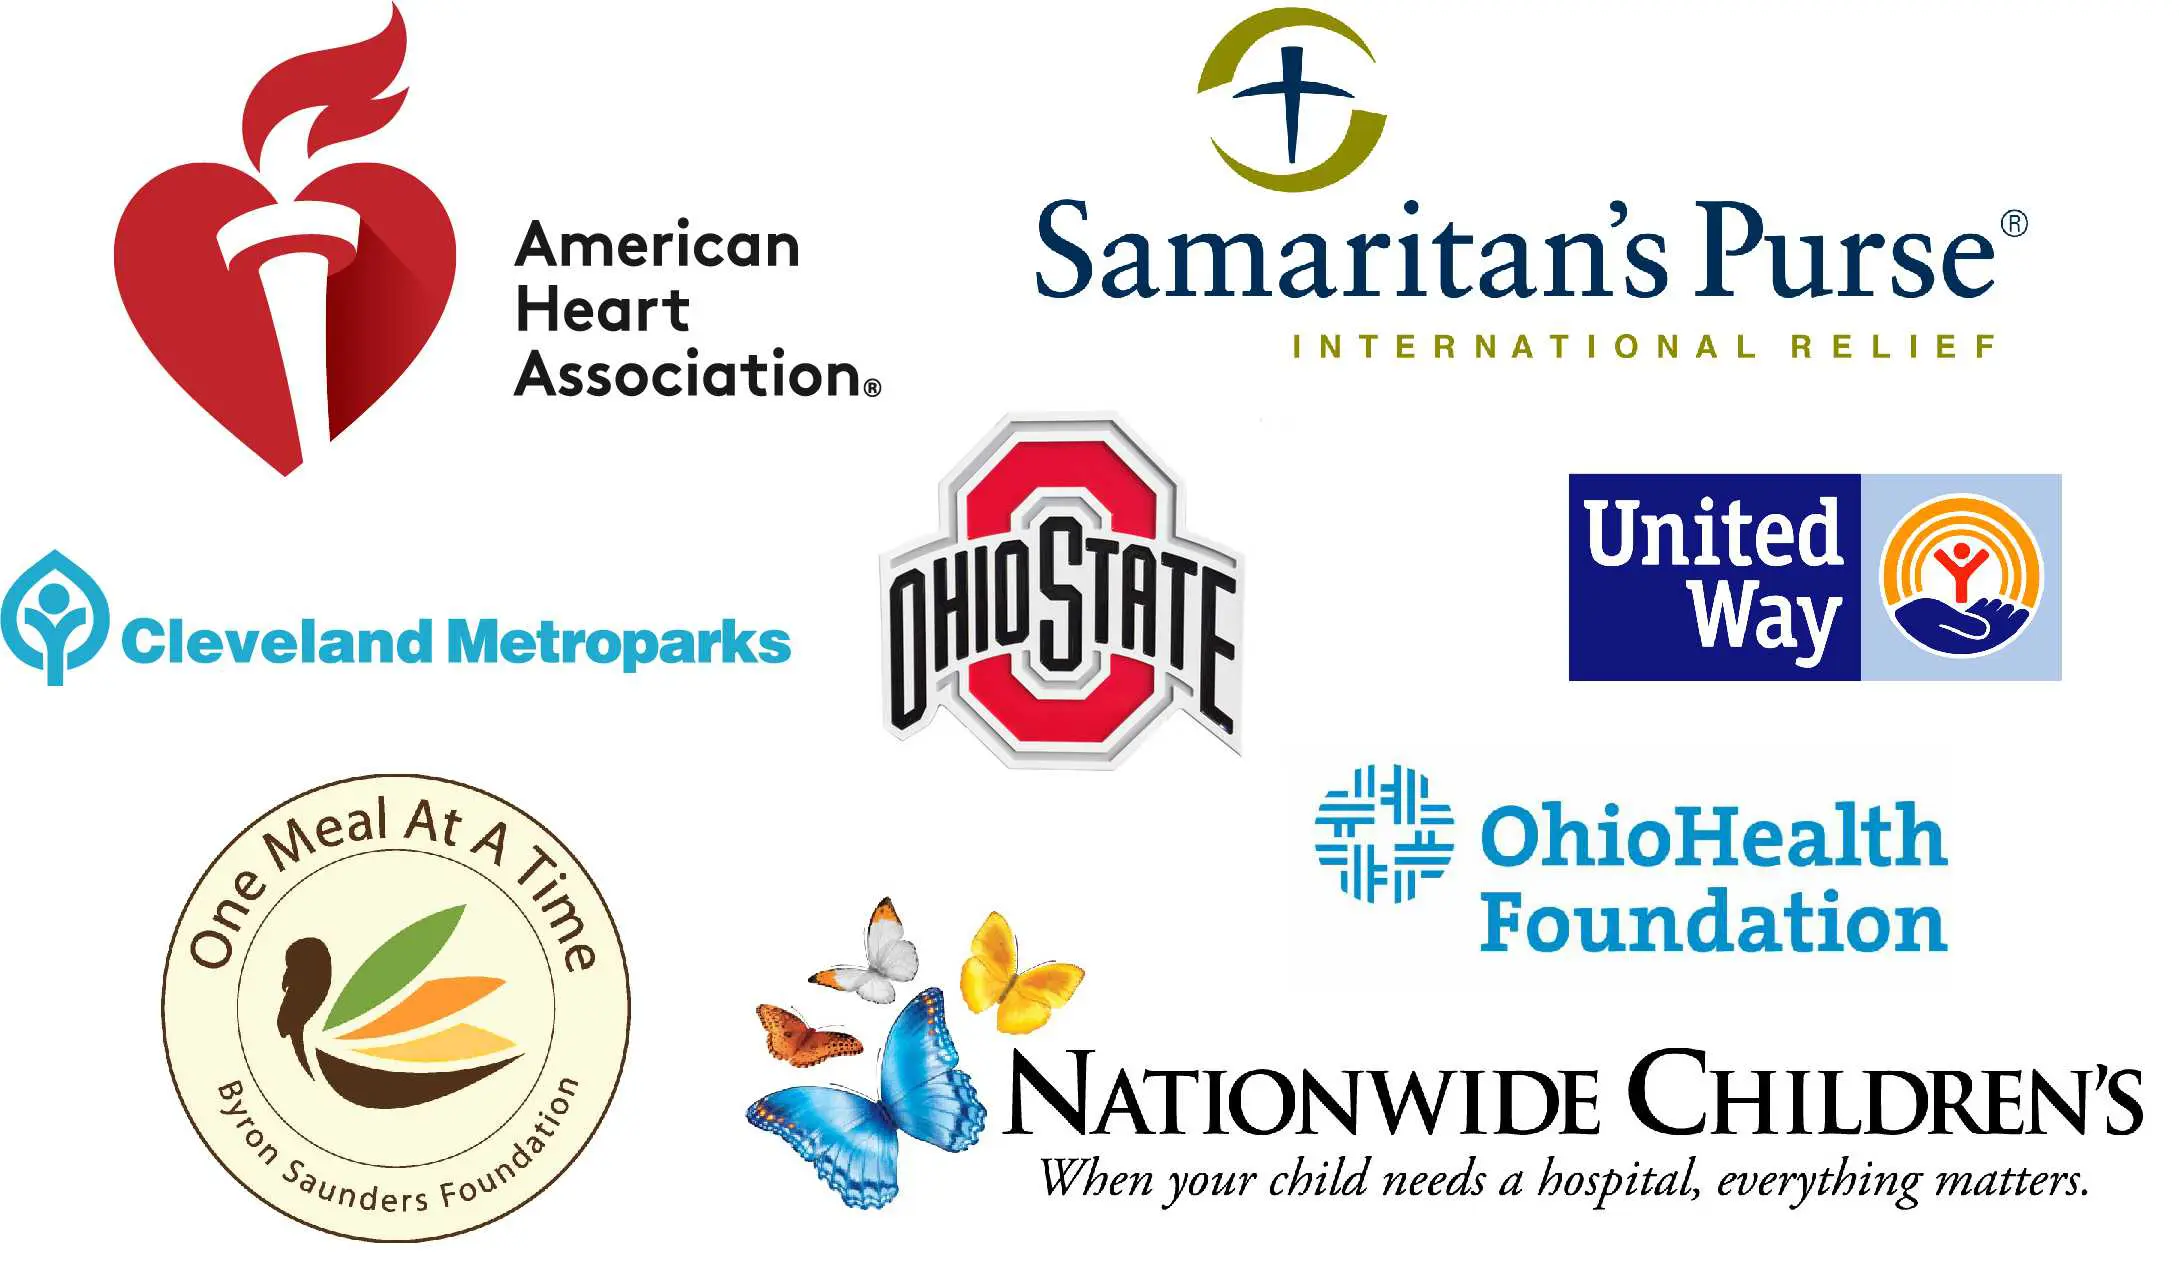 American
Heart
Association®
Samaritan's Purse®
INTERNATIONAL RELIEF
OHIO STATE
United
Way
Cleveland Metroparks
OhioHealth
Foundation
One Meal At A Time
Byron Saunders Foundation
NATIONWIDE CHILDREN'S
When your child needs a hospital, everything matters.